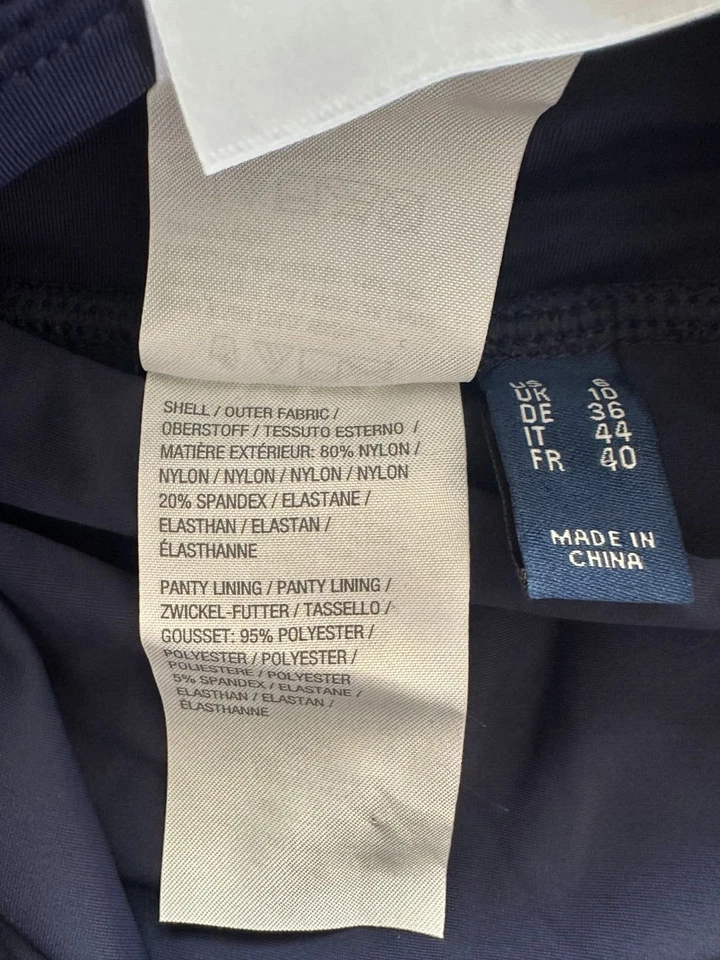 SHELL / OUTER FABRIC /
OBERSTOFF / TESSUTO ESTERNO /
MATIÈRE EXTÉRIEUR: 80% NYLON /
NYLON / NYLON / NYLON / NYLON
20% SPANDEX / ELASTANE /
ELASTHAN / ELASTAN /
ÉLASTHANNE
PANTY LINING / PANTY LINING /
ZWICKEL-FUTTER / TASSELLO /
GOUSSET: 95% POLYESTER /
POLYESTER / POLYESTER /
POLIESTERE / POLYESTER
5% SPANDEX / ELASTANE /
ELASTHAN / ELASTAN /
ÉLASTHANNE
US 6
UK 10
DE 36
IT 44
FR 40
MADE IN
CHINA